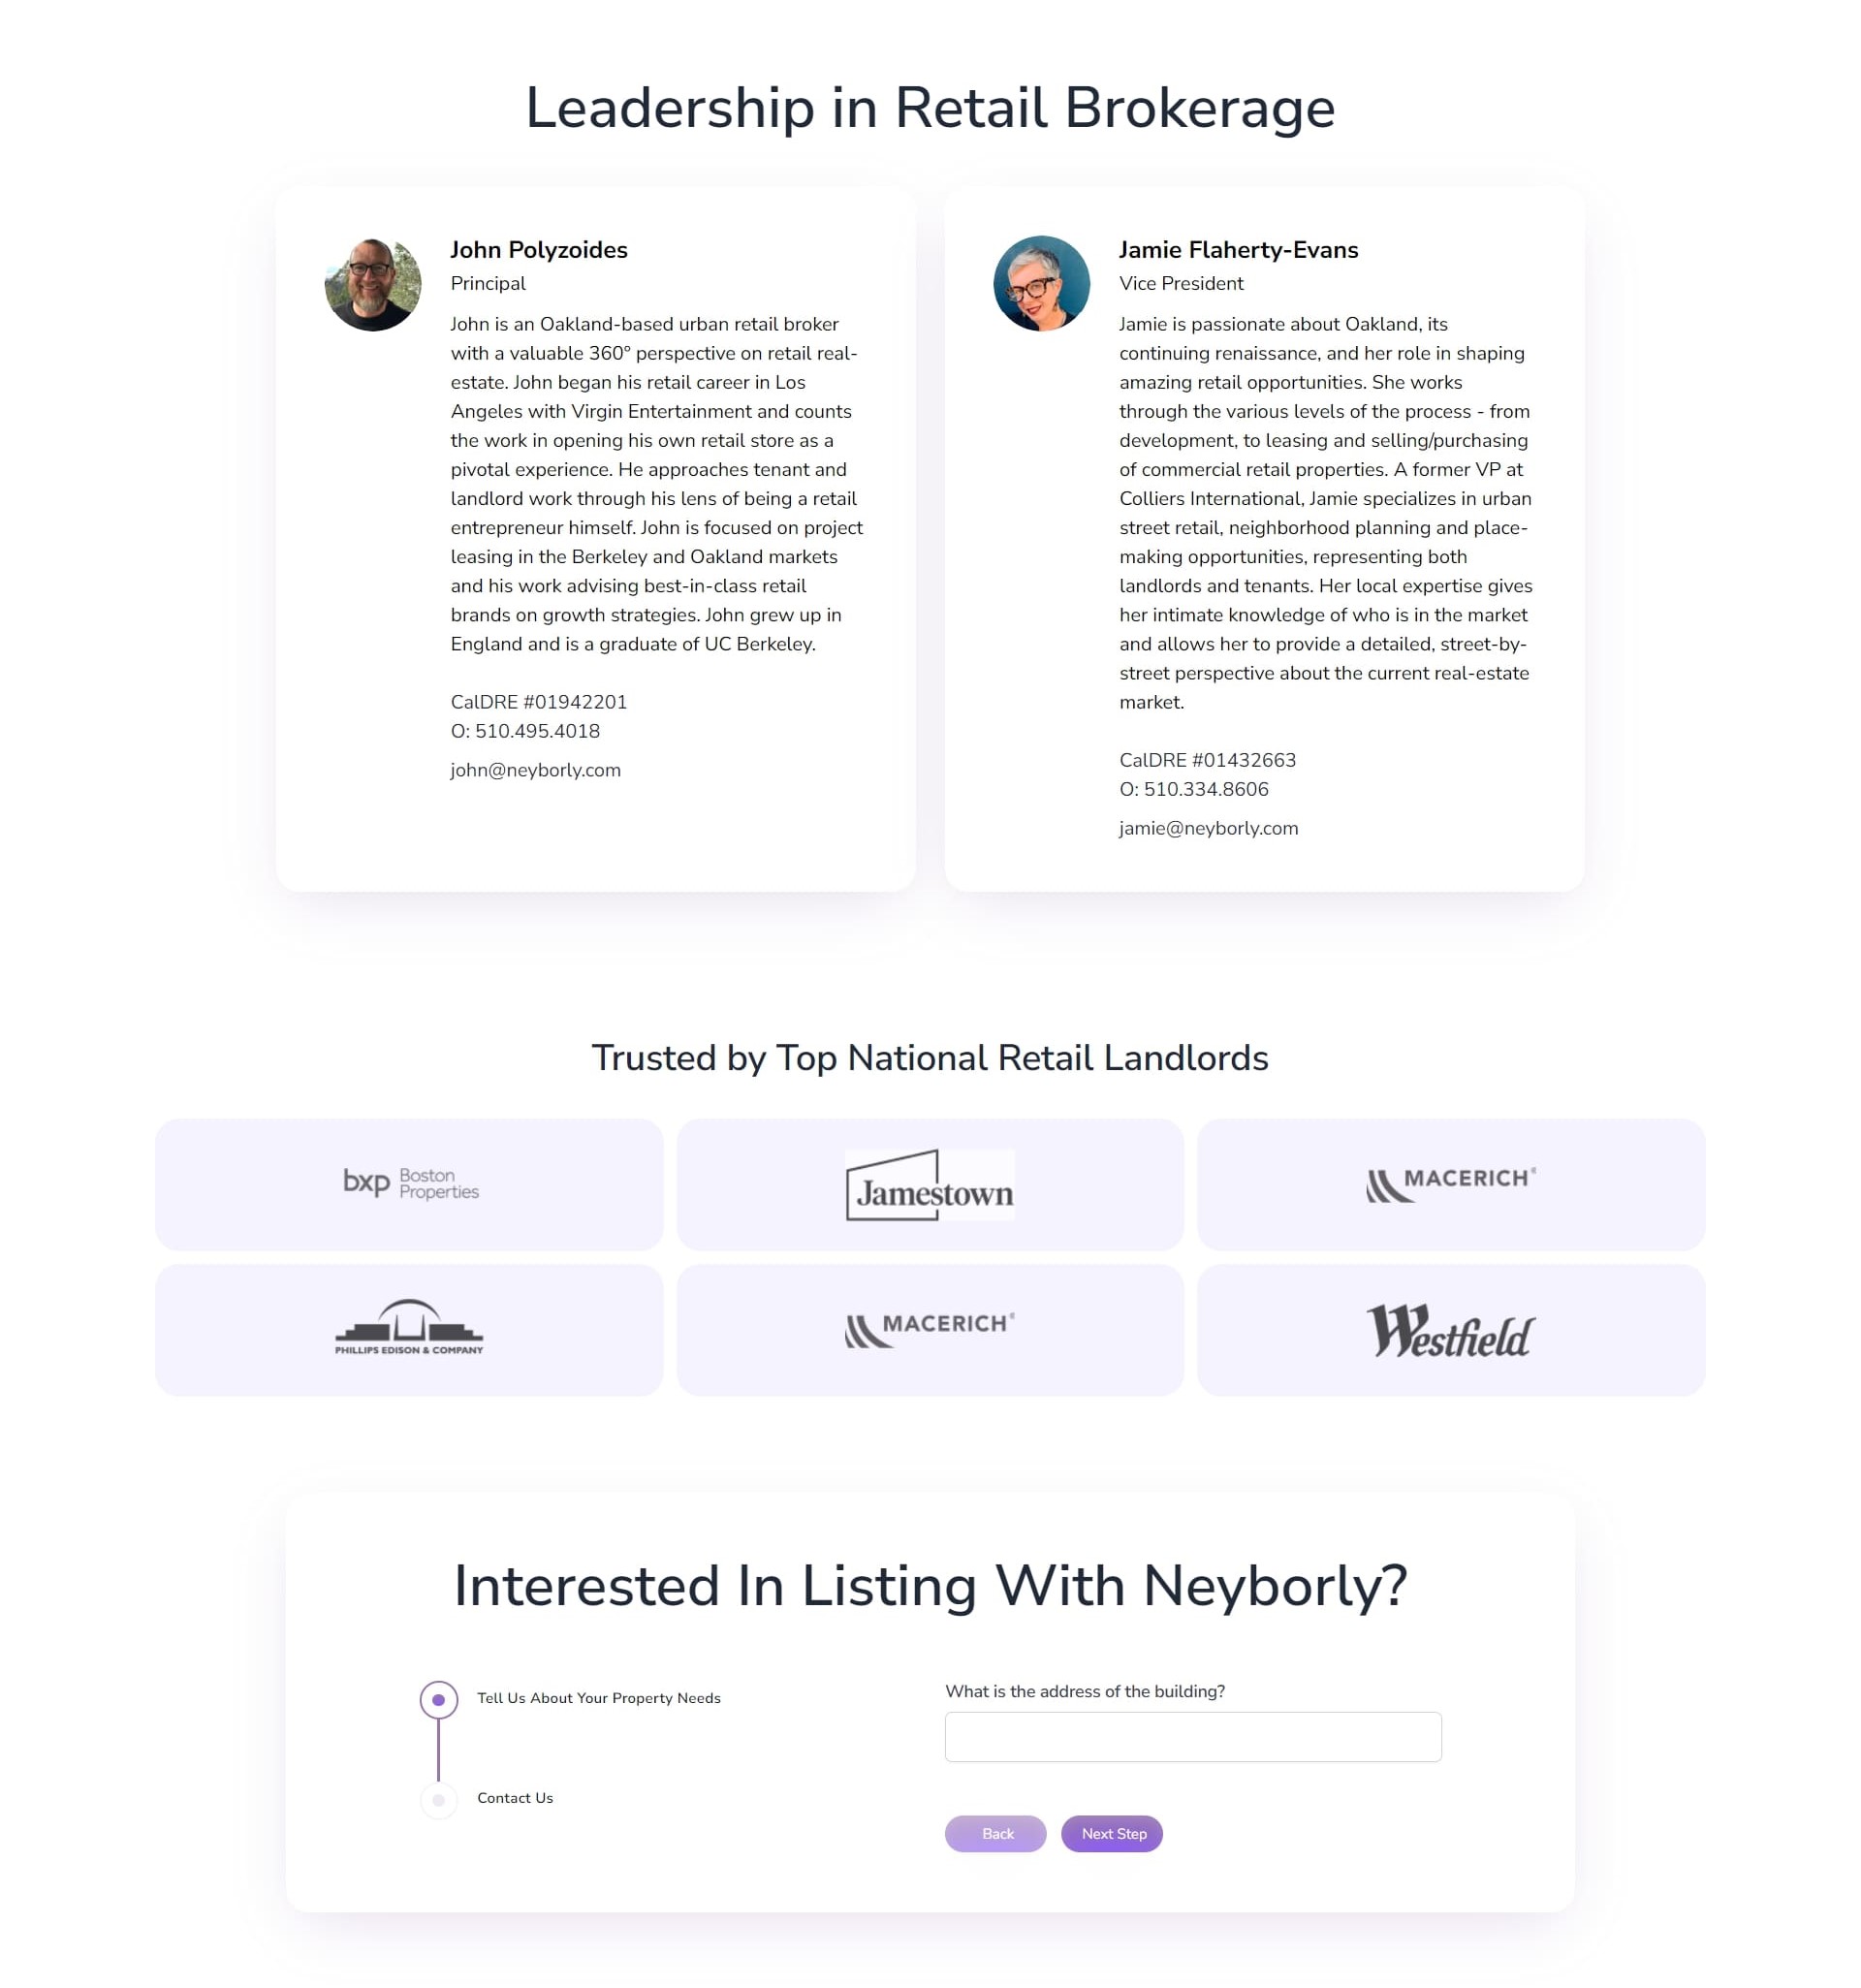 Leadership in Retail Brokerage
John Polyzoides
Principal
John is an Oakland-based urban retail broker
with a valuable 360° perspective on retail real-
estate. John began his retail career in Los
Angeles with Virgin Entertainment and counts
the work in opening his own retail store as a
pivotal experience. He approaches tenant and
landlord work through his lens of being a retail
entrepreneur himself. John is focused on project
leasing in the Berkeley and Oakland markets
and his work advising best-in-class retail
brands on growth strategies. John grew up in
England and is a graduate of UC Berkeley.
CalDRE #01942201
O: 510.495.4018
john@neyborly.com
Jamie Flaherty-Evans
Vice President
Jamie is passionate about Oakland, its
continuing renaissance, and her role in shaping
amazing retail opportunities. She works
through the various levels of the process - from
development, to leasing and selling/purchasing
of commercial retail properties. A former VP at
Colliers International, Jamie specializes in urban
street retail, neighborhood planning and place-
making opportunities, representing both
landlords and tenants. Her local expertise gives
her intimate knowledge of who is in the market
and allows her to provide a detailed, street-by-
street perspective about the current real-estate
market.
CalDRE #01432663
O: 510.334.8606
jamie@neyborly.com
Trusted by Top National Retail Landlords
bxp Boston
Properties
Jamestown
MACERICH®
PHILLIPS EDISON & COMPANY
MACERICH®
Westfield
Interested In Listing With Neyborly?
Tell Us About Your Property Needs
Contact Us
What is the address of the building?
Back
Next Step